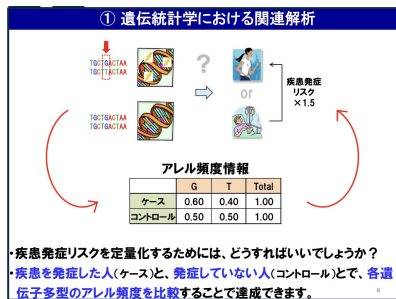 ① 遺伝統計学における関連解析
TGCTGACTAA
TGCTTACTAA
?
疾患発症
リスク
×1.5
or
TGCTGACTAA
TGCTGACTAA
アレル頻度情報
G T Total
ケース 0.60 0.40 1.00
コントロール 0.50 0.50 1.00
・疾患発症リスクを定量化するためには、どうすればいいでしょうか？
・疾患を発症した人(ケース)と、発症していない人(コントロール)とで、各遺
伝子多型のアレル頻度を比較することで達成できます。
6